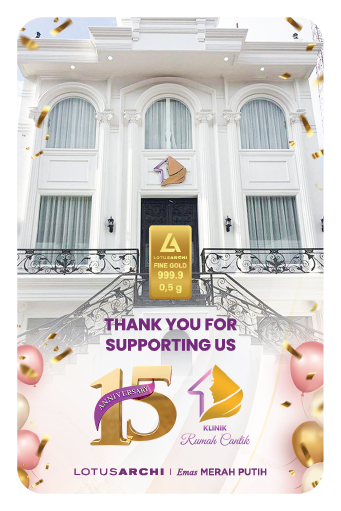 LOTUSARCHI
FINE GOLD
999.9
0,5 g
THANK YOU FOR
SUPPORTING US
15
ANNIVERSARY
KLINIK
Rumah Cantik
LOTUSARCHI | Emas MERAH PUTIH